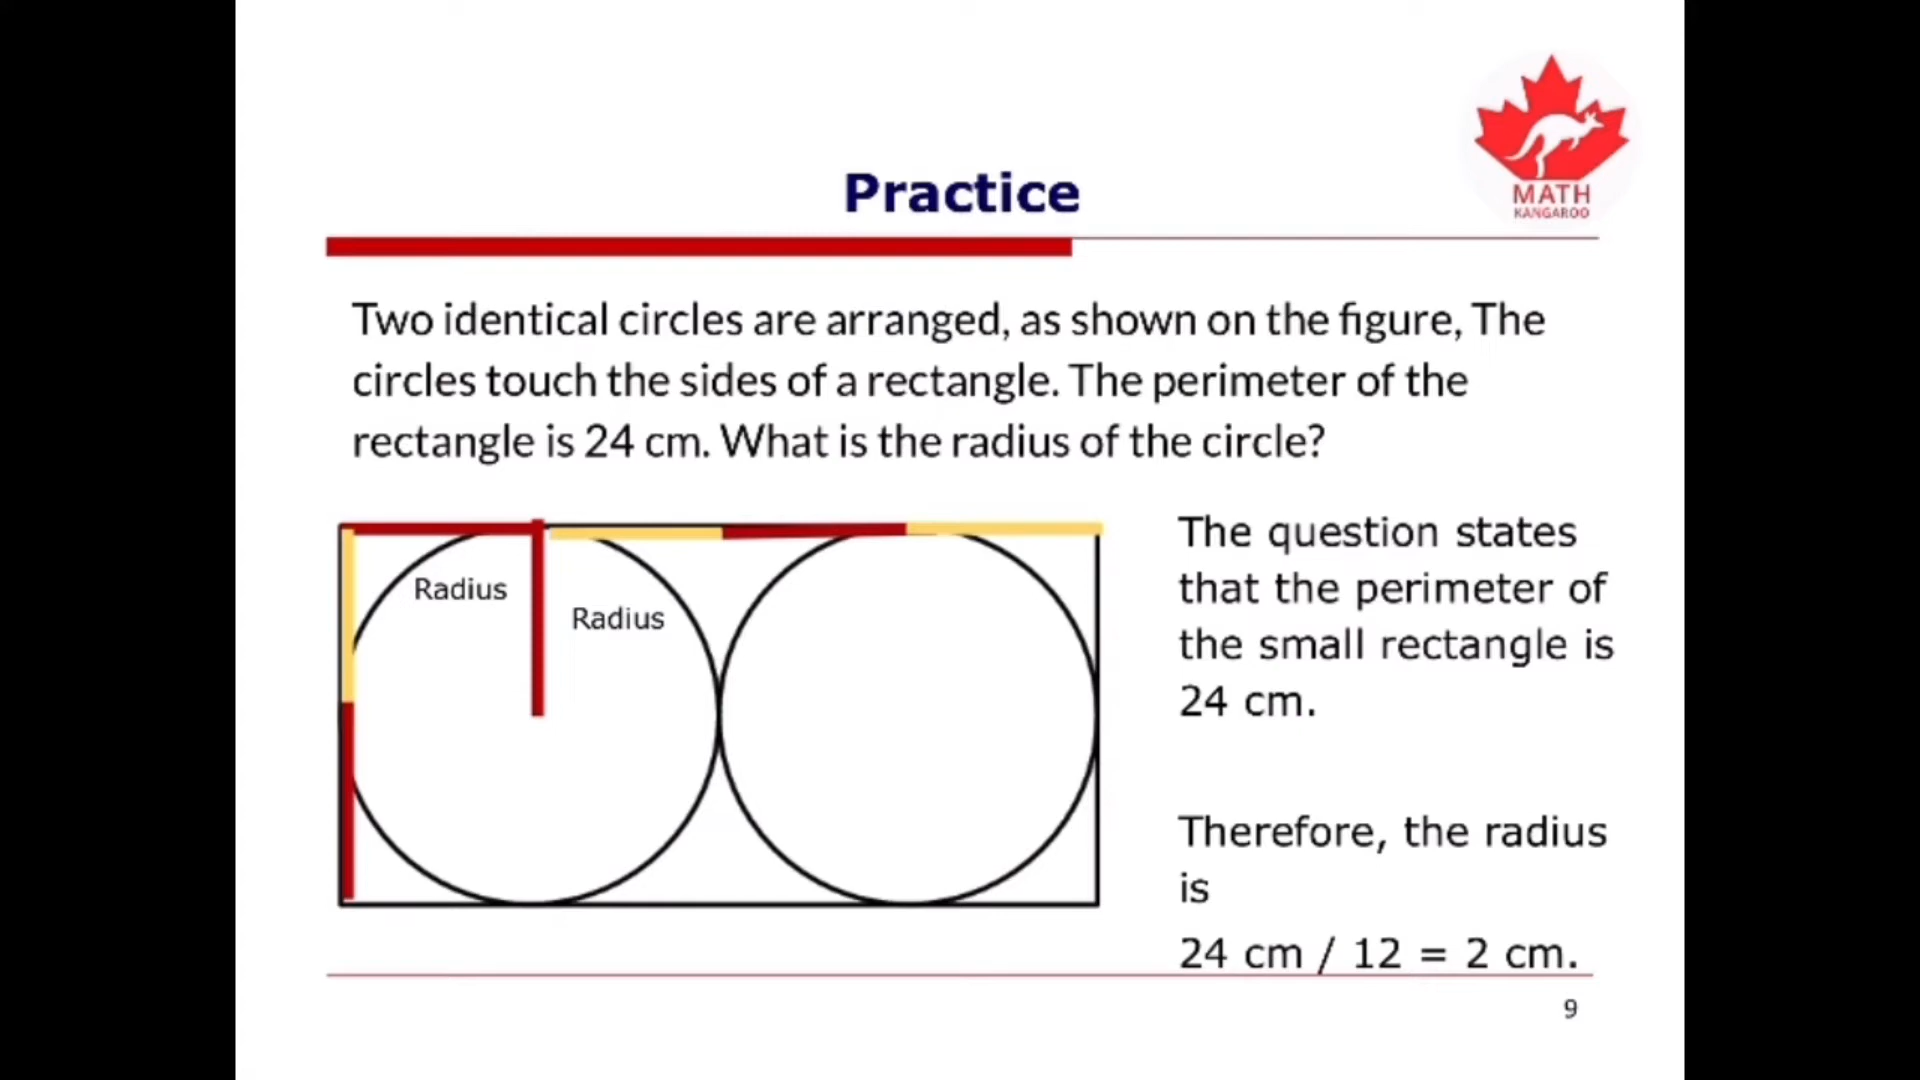 MATH
KANGAROO
Practice
Two identical circles are arranged, as shown on the figure, The
circles touch the sides of a rectangle. The perimeter of the
rectangle is 24 cm. What is the radius of the circle?
Radius
Radius
The question states
that the perimeter of
the small rectangle is
24 cm.
Therefore, the radius
is
24 cm / 12 = 2 cm.
9